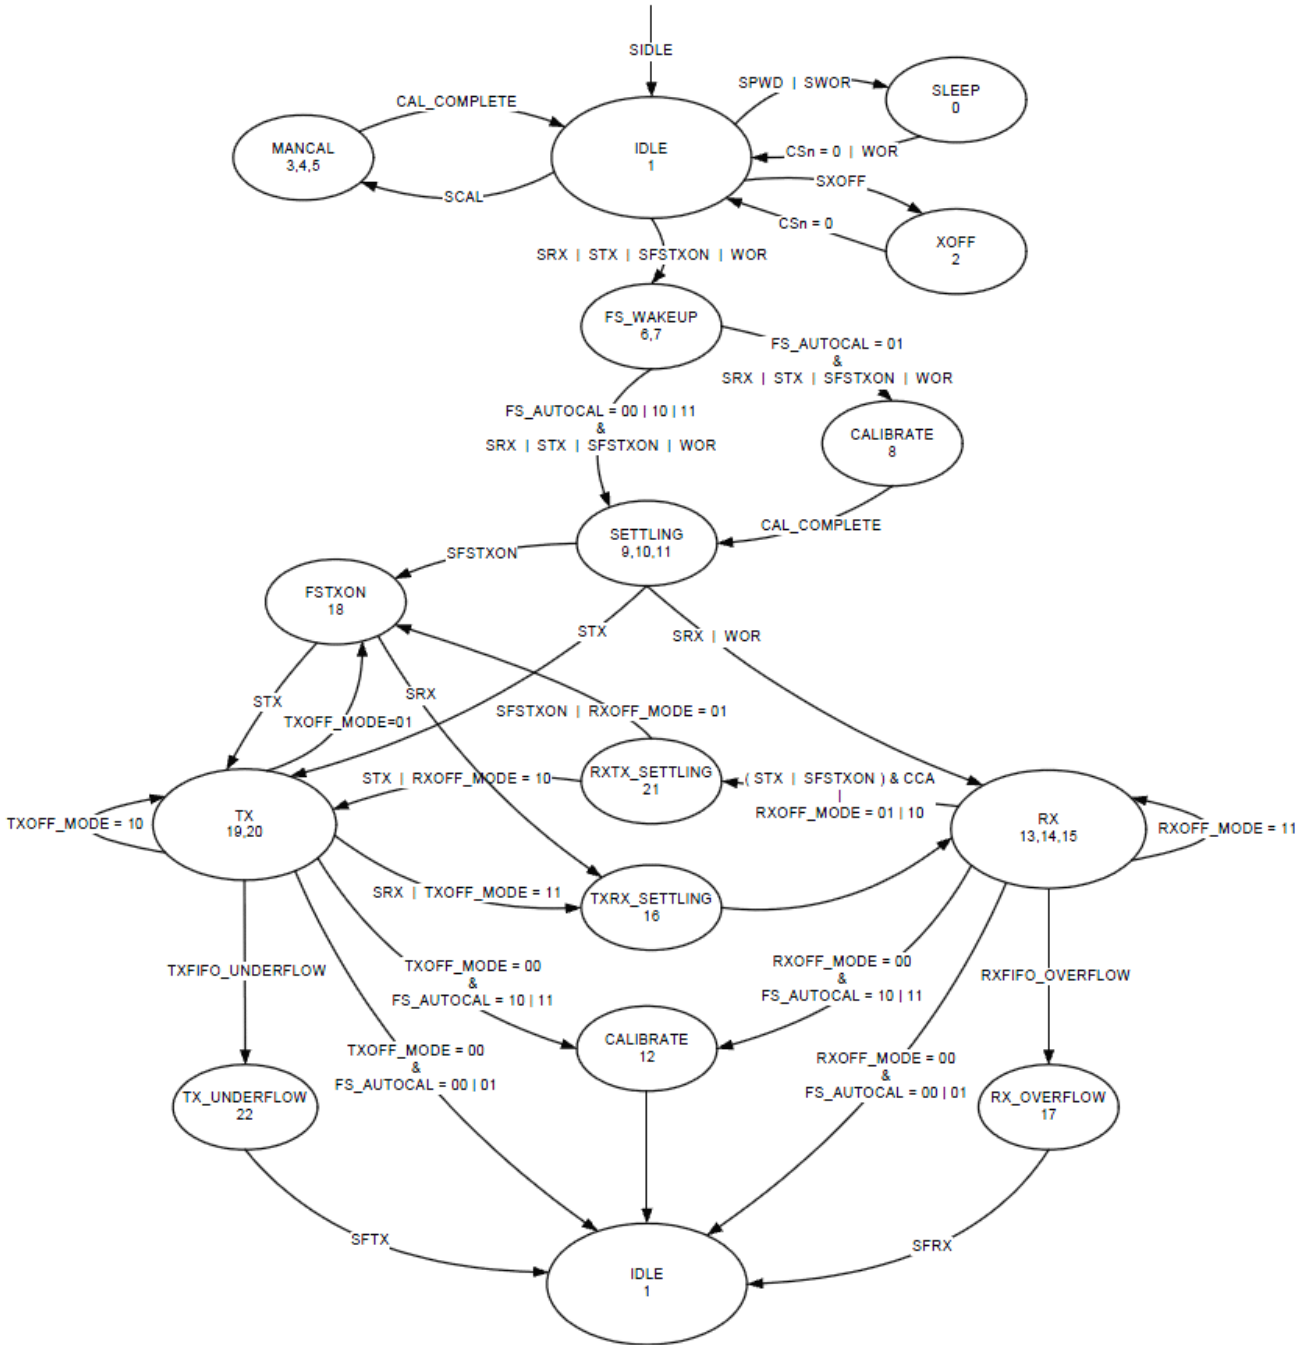 SIDLE
SPWD | SWOR
SLEEP
0
CAL_COMPLETE
MANCAL
3,4,5
IDLE
1
CSn = 0 | WOR
SCAL
SXOFF
CSn = 0
XOFF
2
SRX | STX | SFSTXON | WOR
FS_WAKEUP
6,7
FS_AUTOCAL = 01
&
SRX | STX | SFSTXON | WOR
FS_AUTOCAL = 00 | 10 | 11
&
SRX | STX | SFSTXON | WOR
CALIBRATE
8
CAL_COMPLETE
SETTLING
9,10,11
SFSTXON
FSTXON
18
STX
SRX | WOR
STX
SRX
TXOFF_MODE=01
SFSTXON | RXOFF_MODE = 01
STX | RXOFF_MODE = 10
RXTX_SETTLING
21
( STX | SFSTXON ) & CCA
|
RXOFF_MODE = 01 | 10
TXOFF_MODE = 10
TX
19,20
RX
13,14,15
RXOFF_MODE = 11
SRX | TXOFF_MODE = 11
TXRX_SETTLING
16
TXFIFO_UNDERFLOW
TXOFF_MODE = 00
&
FS_AUTOCAL = 10 | 11
RXOFF_MODE = 00
&
FS_AUTOCAL = 10 | 11
RXFIFO_OVERFLOW
CALIBRATE
12
TXOFF_MODE = 00
&
FS_AUTOCAL = 00 | 01
RXOFF_MODE = 00
&
FS_AUTOCAL = 00 | 01
TX_UNDERFLOW
22
RX_OVERFLOW
17
SFTX
SFRX
IDLE
1